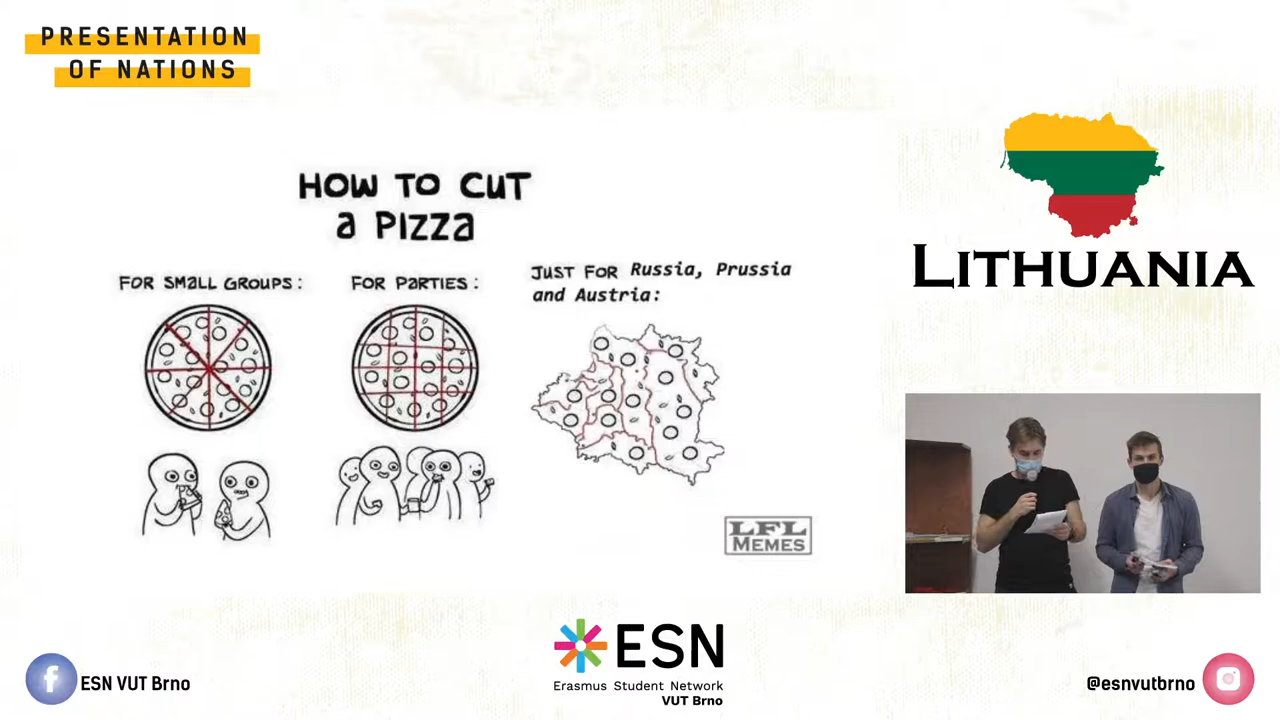 PRESENTATION
OF NATIONS
HOW TO CUT
a PIZZA
FOR SMaLL GROUPS:
FOR PaRTIES:
JUST FOR Russia, Prussia
and Austria:
LFL
MEMES
LITHUANIA
ESN VUT Brno
ESN
Erasmus Student Network
VUT Brno
@esnvutbrno